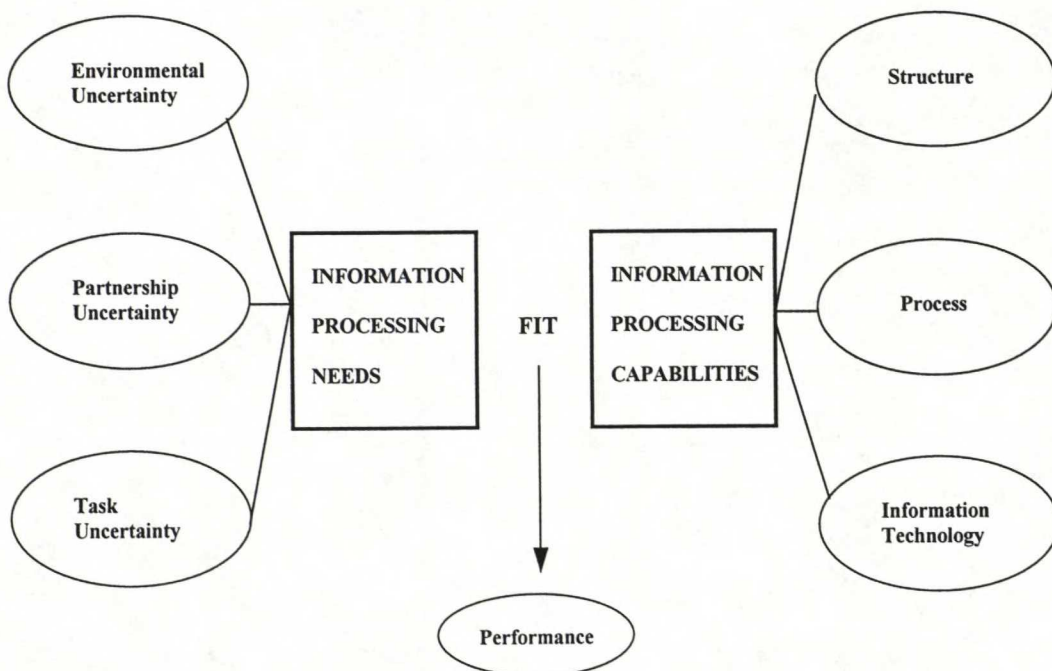 Environmental
Uncertainty
Structure
Partnership
Uncertainty
INFORMATION
PROCESSING
NEEDS
FIT
INFORMATION
PROCESSING
CAPABILITIES
Process
Task
Uncertainty
Information
Technology
Performance